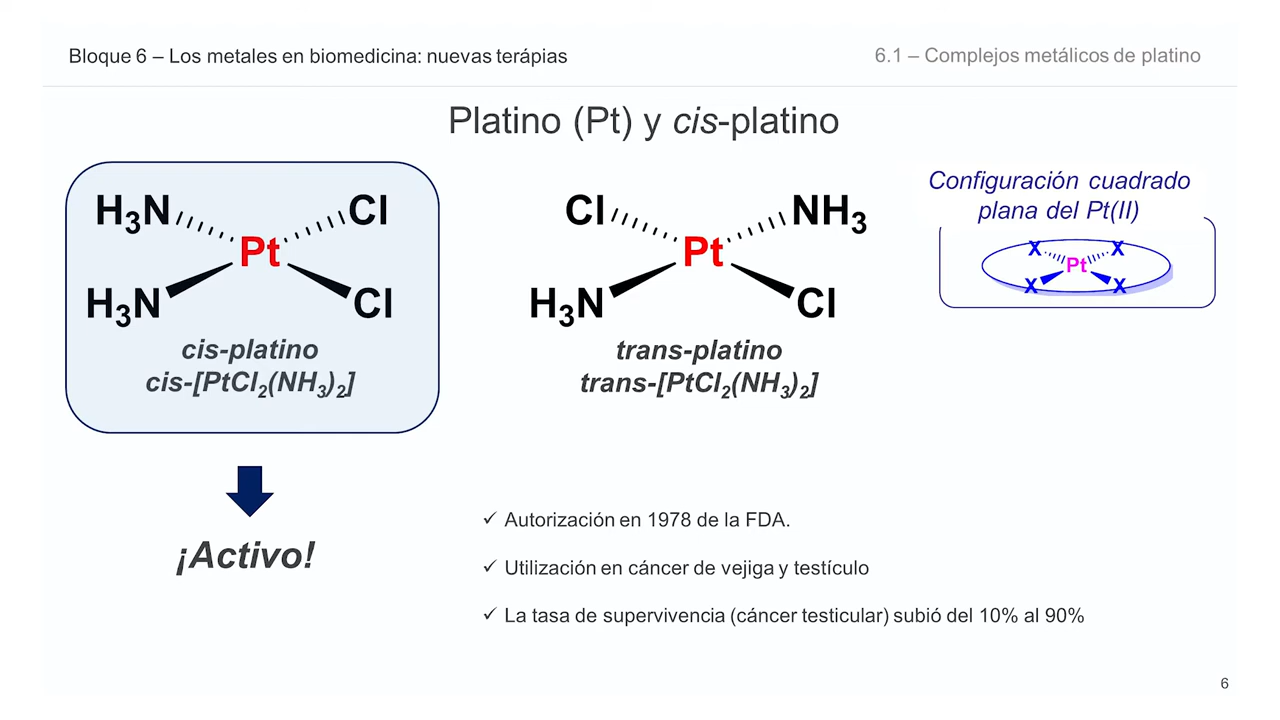 Bloque 6 – Los metales en biomedicina: nuevas terápias
6.1 – Complejos metálicos de platino
Platino (Pt) y cis-platino
H₃N Cl
Pt
H₃N Cl
cis-platino
cis-[PtCl₂(NH₃)₂]
Cl NH₃
Pt
H₃N Cl
trans-platino
trans-[PtCl₂(NH₃)₂]
Configuración cuadrado
plana del Pt(II)
X X
Pt
X X
¡Activo!
✓ Autorización en 1978 de la FDA.
✓ Utilización en cáncer de vejiga y testículo
✓ La tasa de supervivencia (cáncer testicular) subió del 10% al 90%
6